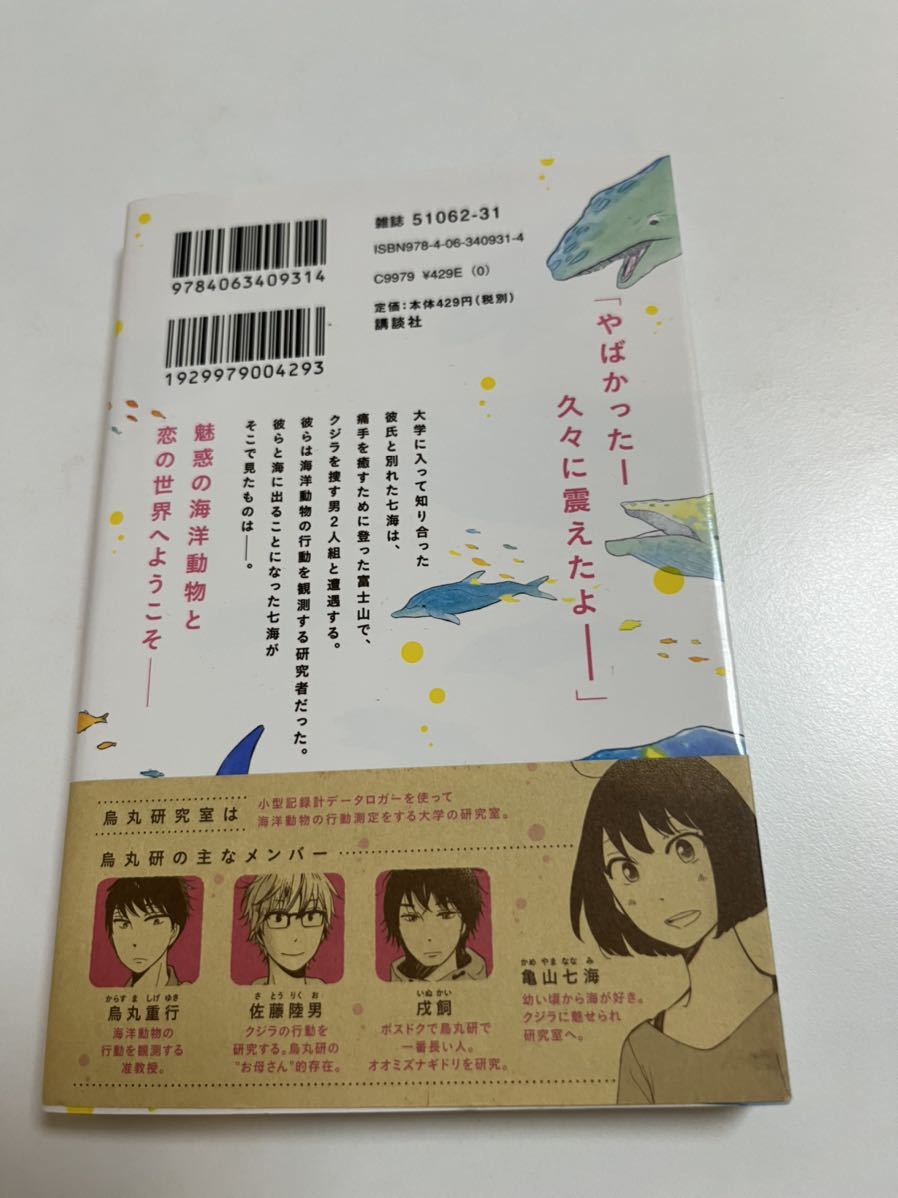 雑誌 51062-31
ISBN978-4-06-340931-4
C9979 ¥429E (0)
定価:本体429円(税別)
講談社
9784063409314
1929979004293
「やばかったー
久々に震えたよ──」
大学に入って知り合った
彼氏と別れた七海は、
痛手を癒すために登った富士山で、
クジラを捜す男2人組と遭遇する。
彼らは海洋動物の行動を観測する研究者だった。
彼らと海に出ることになった七海が
そこで見たものは──。
魅惑の海洋動物と
恋の世界へようこそ──
烏丸研究室は
小型記録計データロガーを使って
海洋動物の行動測定をする大学の研究室。
烏丸研の主なメンバー
からす ま しげ ゆき
烏丸重行
海洋動物の
行動を観測する
准教授。
さ とう りく お
佐藤陸男
クジラの行動を
研究する。烏丸研の
"お母さん"的存在。
いぬ かい
戌飼
ポスドクで烏丸研で
一番長い人。
オオミズナギドリを研究。
かめ やま なな み
亀山七海
幼い頃から海が好き。
クジラに魅せられ
研究室へ。